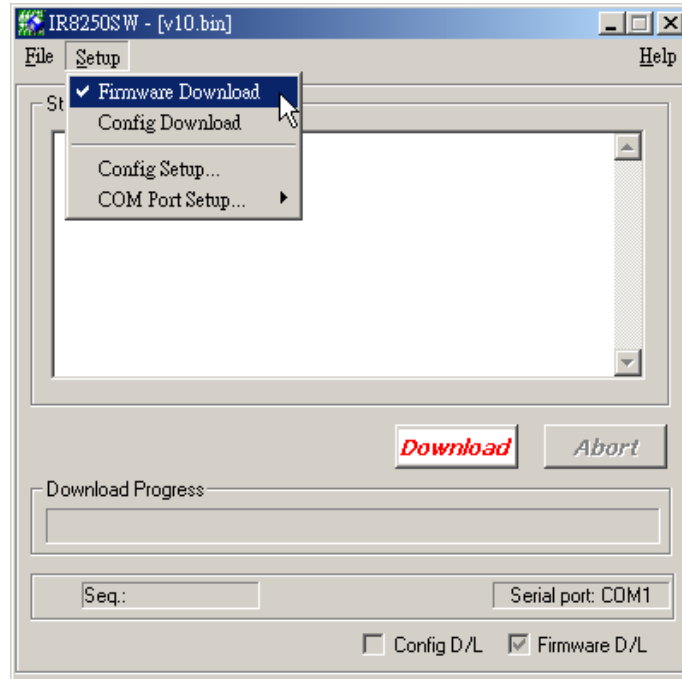 IR8250SW - [v10.bin]
File Setup Help
Firmware Download
St
Config Download
Config Setup...
COM Port Setup...
Download Abort
Download Progress
Seq.: Serial port: COM1
Config D/L Firmware D/L